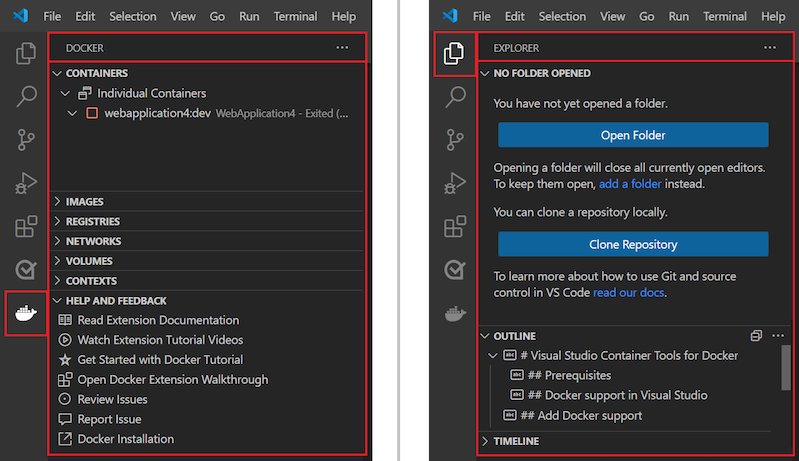 File Edit Selection View Go Run Terminal Help
DOCKER
CONTAINERS
Individual Containers
webapplication4:dev WebApplication4 - Exited (...
IMAGES
REGISTRIES
NETWORKS
VOLUMES
CONTEXTS
HELP AND FEEDBACK
Read Extension Documentation
Watch Extension Tutorial Videos
Get Started with Docker Tutorial
Open Docker Extension Walkthrough
Review Issues
Report Issue
Docker Installation
File Edit Selection View Go Run Terminal Help
EXPLORER
NO FOLDER OPENED
You have not yet opened a folder.
Open Folder
Opening a folder will close all currently open editors.
To keep them open, add a folder instead.
You can clone a repository locally.
Clone Repository
To learn more about how to use Git and source
control in VS Code read our docs.
OUTLINE
# Visual Studio Container Tools for Docker
## Prerequisites
## Docker support in Visual Studio
## Add Docker support
TIMELINE